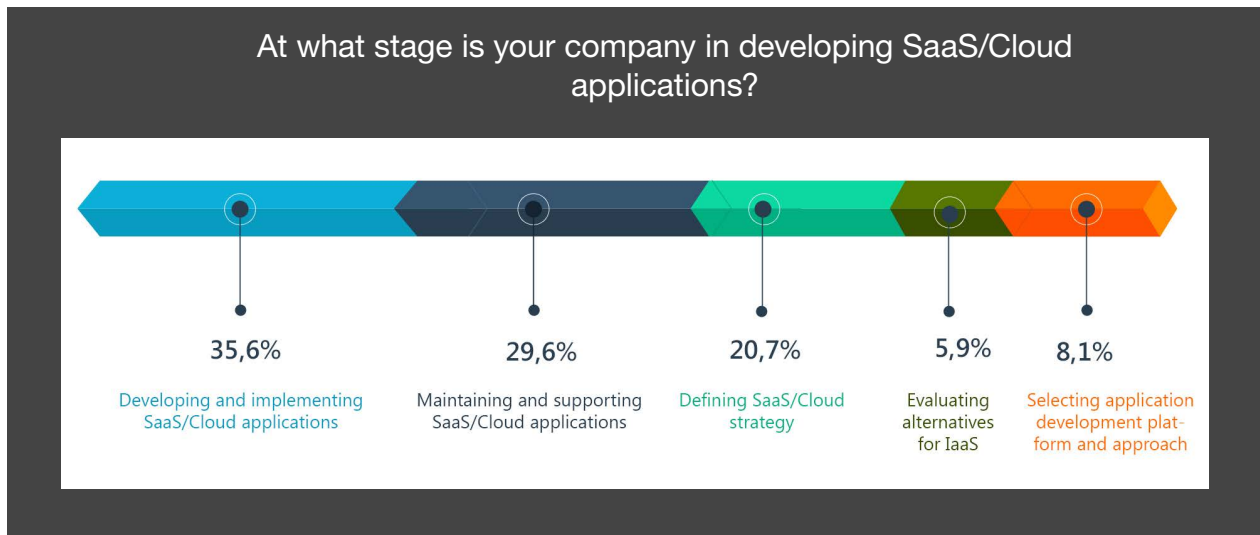 At what stage is your company in developing SaaS/Cloud
applications?
35,6%
Developing and implementing
SaaS/Cloud applications
29,6%
Maintaining and supporting
SaaS/Cloud applications
20,7%
Defining SaaS/Cloud
strategy
5,9%
Evaluating
alternatives
for IaaS
8,1%
Selecting application
development plat-
form and approach